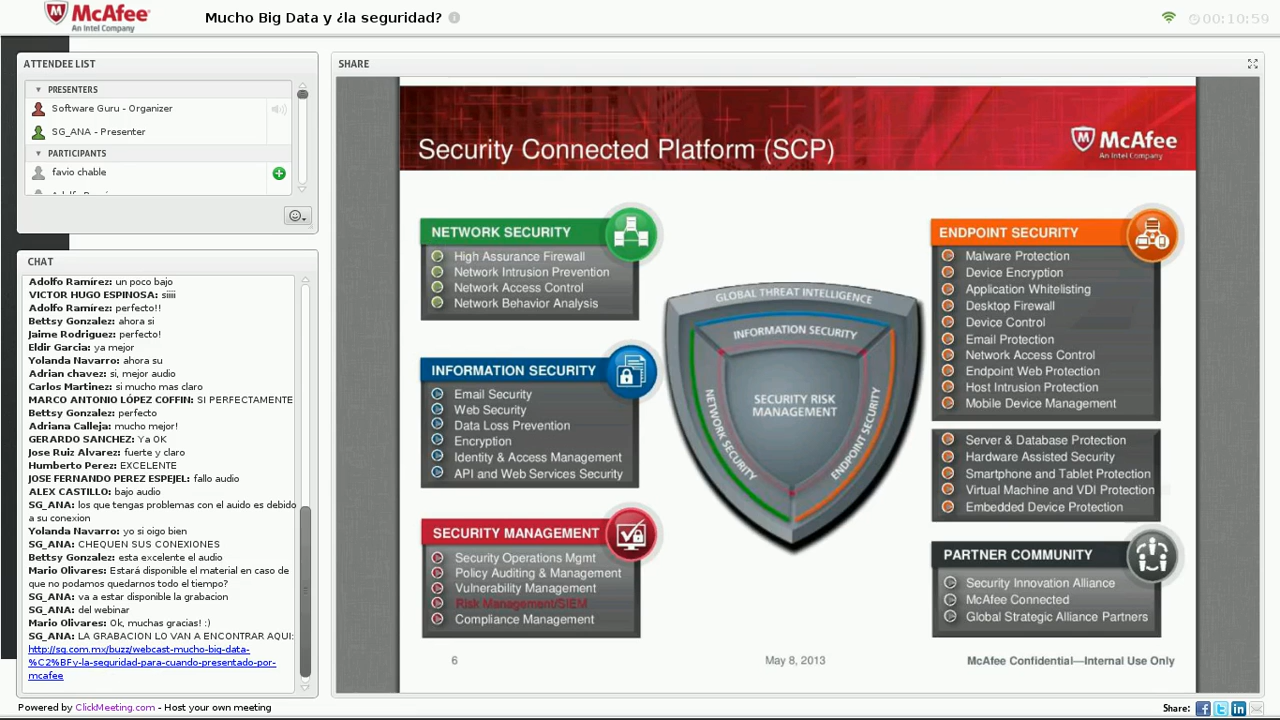 McAfee
An Intel Company
Mucho Big Data y ¿la seguridad?
00:10:59
ATTENDEE LIST
PRESENTERS
Software Guru - Organizer
SG_ANA - Presenter
PARTICIPANTS
favio chable
CHAT
Adolfo Ramírez: un poco bajo
VICTOR HUGO ESPINOSA: siiii
Adolfo Ramírez: perfecto!!
Bettsy Gonzalez: ahora si
Jaime Rodriguez: perfecto!
Eldir Garcia: ya mejor
Yolanda Navarro: ahora su
Adrian chavez: si, mejor audio
Carlos Martinez: si mucho mas claro
MARCO ANTONIO LÓPEZ COFFIN: SI PERFECTAMENTE
Bettsy Gonzalez: perfecto
Adriana Calleja: mucho mejor!
GERARDO SANCHEZ: Ya OK
Jose Ruiz Alvarez: fuerte y claro
Humberto Perez: EXCELENTE
JOSE FERNANDO PEREZ ESPEJEL: fallo audio
ALEX CASTILLO: bajo audio
SG_ANA: los que tengas problemas con el auido es debido
a su conexion
Yolanda Navarro: yo si oigo bien
SG_ANA: CHEQUEN SUS CONEXIONES
Bettsy Gonzalez: esta excelente el audio
Mario Olivares: Estará disponible el material en caso de
que no podamos quedarnos todo el tiempo?
SG_ANA: va a estar disponible la grabacion
SG_ANA: del webinar
Mario Olivares: Ok, muchas gracias! :)
SG_ANA: LA GRABACION LO VAN A ENCONTRAR AQUI:
http://sg.com.mx/buzz/webcast-mucho-big-data-
%C2%BFy-la-seguridad-para-cuando-presentado-por-
mcafee
Powered by ClickMeeting.com - Host your own meeting
SHARE
Security Connected Platform (SCP)
McAfee
An Intel Company
NETWORK SECURITY
High Assurance Firewall
Network Intrusion Prevention
Network Access Control
Network Behavior Analysis
INFORMATION SECURITY
Email Security
Web Security
Data Loss Prevention
Encryption
Identity & Access Management
API and Web Services Security
SECURITY MANAGEMENT
Security Operations Mgmt
Policy Auditing & Management
Vulnerability Management
Risk Management/SIEM
Compliance Management
GLOBAL THREAT INTELLIGENCE
INFORMATION SECURITY
NETWORK SECURITY
ENDPOINT SECURITY
SECURITY RISK
MANAGEMENT
ENDPOINT SECURITY
Malware Protection
Device Encryption
Application Whitelisting
Desktop Firewall
Device Control
Email Protection
Network Access Control
Endpoint Web Protection
Host Intrusion Protection
Mobile Device Management
Server & Database Protection
Hardware Assisted Security
Smartphone and Tablet Protection
Virtual Machine and VDI Protection
Embedded Device Protection
PARTNER COMMUNITY
Security Innovation Alliance
McAfee Connected
Global Strategic Alliance Partners
6
May 8, 2013
McAfee Confidential—Internal Use Only
Share: